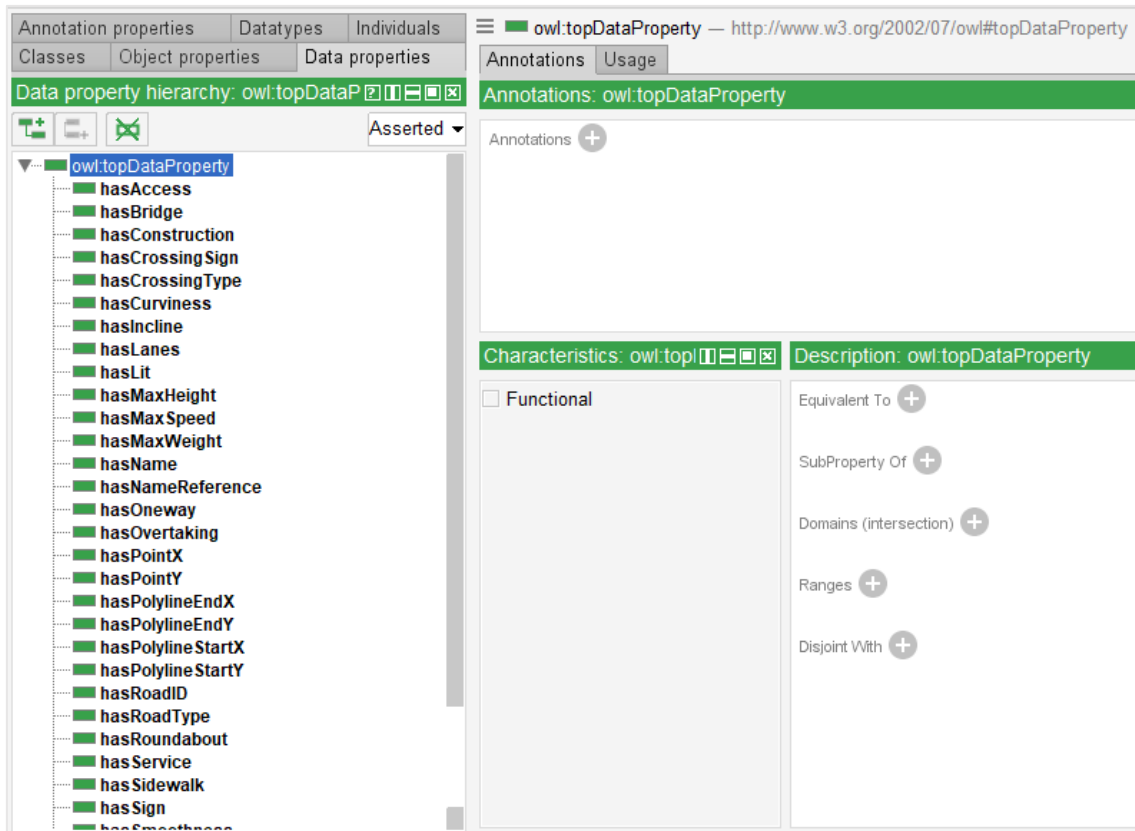 Annotation properties Datatypes Individuals
Classes Object properties Data properties
Data property hierarchy: owl:topDataP
Asserted
owl:topDataProperty
hasAccess
hasBridge
hasConstruction
hasCrossingSign
hasCrossingType
hasCurviness
hasIncline
hasLanes
hasLit
hasMaxHeight
hasMaxSpeed
hasMaxWeight
hasName
hasNameReference
hasOneway
hasOvertaking
hasPointX
hasPointY
hasPolylineEndX
hasPolylineEndY
hasPolylineStartX
hasPolylineStartY
hasRoadID
hasRoadType
hasRoundabout
hasService
hasSidewalk
hasSign
hasSmoothness
owl:topDataProperty — http://www.w3.org/2002/07/owl#topDataProperty
Annotations Usage
Annotations: owl:topDataProperty
Annotations
Characteristics: owl:topl
Functional
Description: owl:topDataProperty
Equivalent To
SubProperty Of
Domains (intersection)
Ranges
Disjoint With